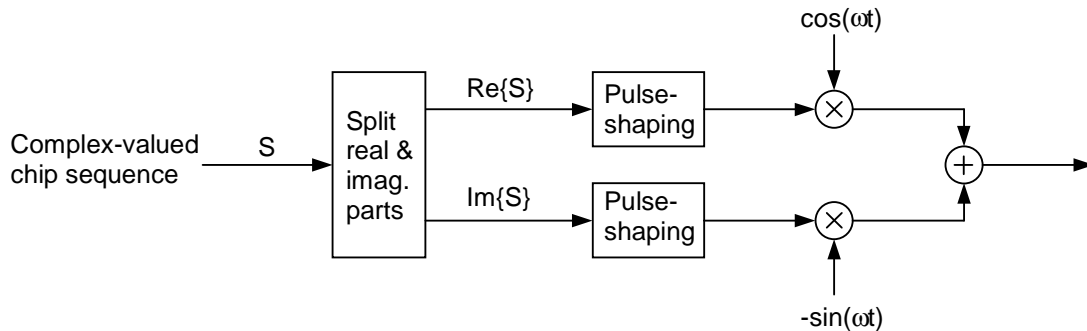 cos(ωt)
Re{S}
Pulse-
shaping
Complex-valued
chip sequence
S
Split
real &
imag.
parts
Im{S}
Pulse-
shaping
-sin(ωt)